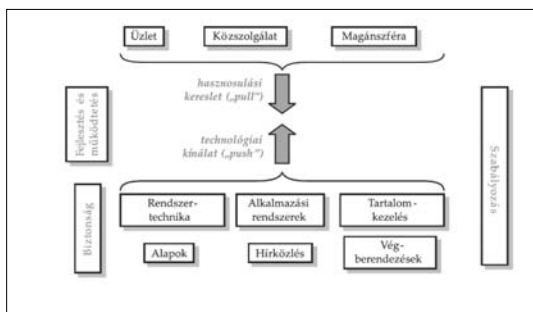 Üzlet
Közszolgálat
Magánszféra
hasznosulási
kereslet („pull”)
technológiai
kínálat („push”)
Fejlesztés és
működtetés
Biztonság
Szabályozás
Rendszer-
technika
Alkalmazási
rendszerek
Tartalom-
kezelés
Alapok
Hírközlés
Vég-
berendezések